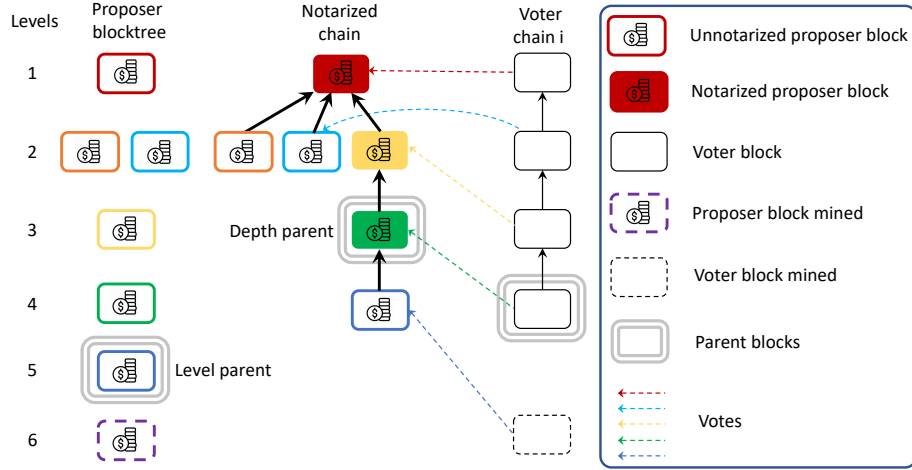 Levels
Proposer
blocktree
Notarized
chain
Voter
chain i
1
2
3
4
5
6
Depth parent
Level parent
Unnotarized proposer block
Notarized proposer block
Voter block
Proposer block mined
Voter block mined
Parent blocks
Votes